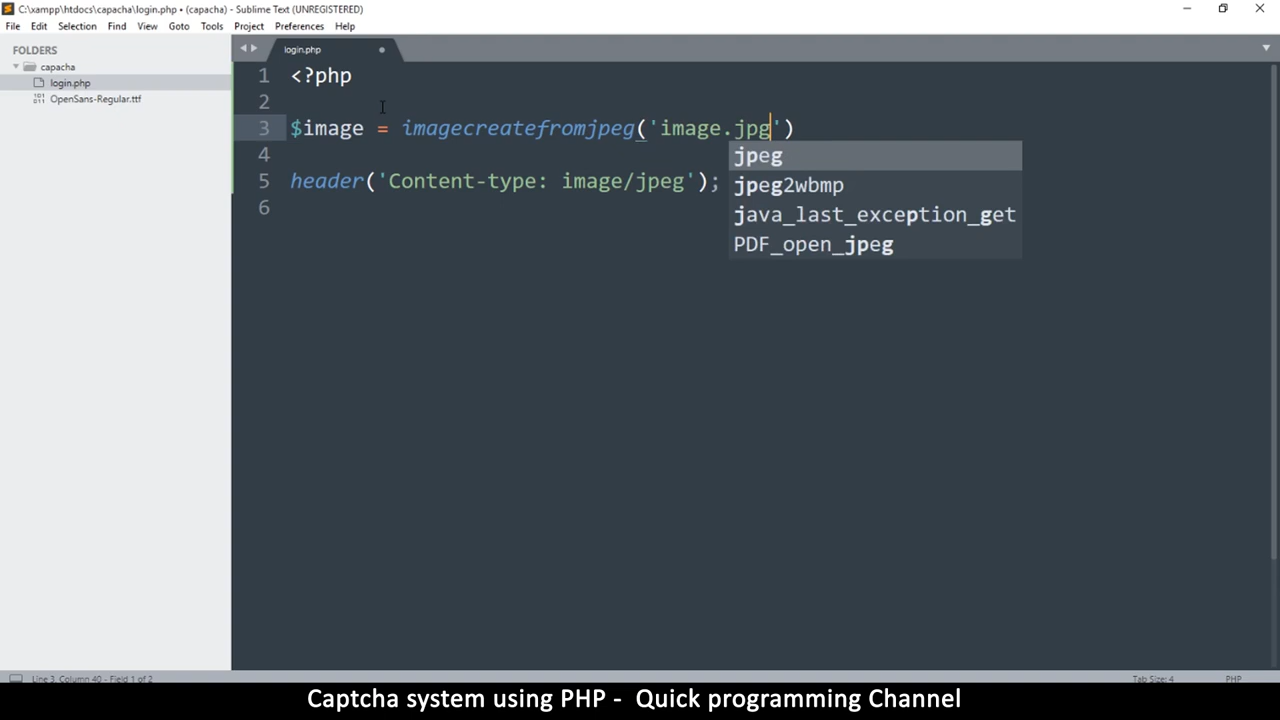 C:\xampp\htdocs\capacha\login.php • (capacha) - Sublime Text (UNREGISTERED)
File Edit Selection Find View Goto Tools Project Preferences Help
FOLDERS
capacha
login.php
OpenSans-Regular.ttf
login.php
1 <?php
2
3 $image = imagecreatefromjpeg('image.jpg')
4
5 header('Content-type: image/jpeg');
6
jpeg
jpeg2wbmp
java_last_exception_get
PDF_open_jpeg
Line 3, Column 40 - Field 1 of 2
Tab Size: 4
PHP
Captcha system using PHP - Quick programming Channel